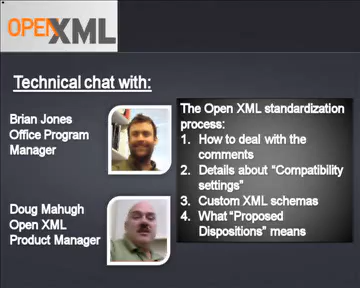 OPENXML
Technical chat with:
Brian Jones
Office Program
Manager
Doug Mahugh
Open XML
Product Manager
The Open XML standardization
process:
1. How to deal with the
comments
2. Details about "Compatibility
settings"
3. Custom XML schemas
4. What "Proposed
Dispositions" means